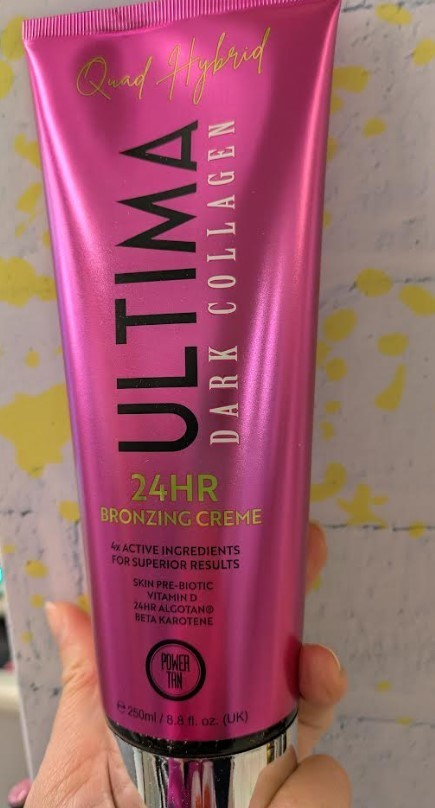 Quad Hybrid
ULTIMA
DARK COLLAGEN
24HR
BRONZING CREME
4x ACTIVE INGREDIENTS
FOR SUPERIOR RESULTS
SKIN PRE-BIOTIC
VITAMIN D
24HR ALGOTAN®
BETA KAROTENE
POWER
TAN
℮ 250ml / 8.8 fl. oz. (UK)